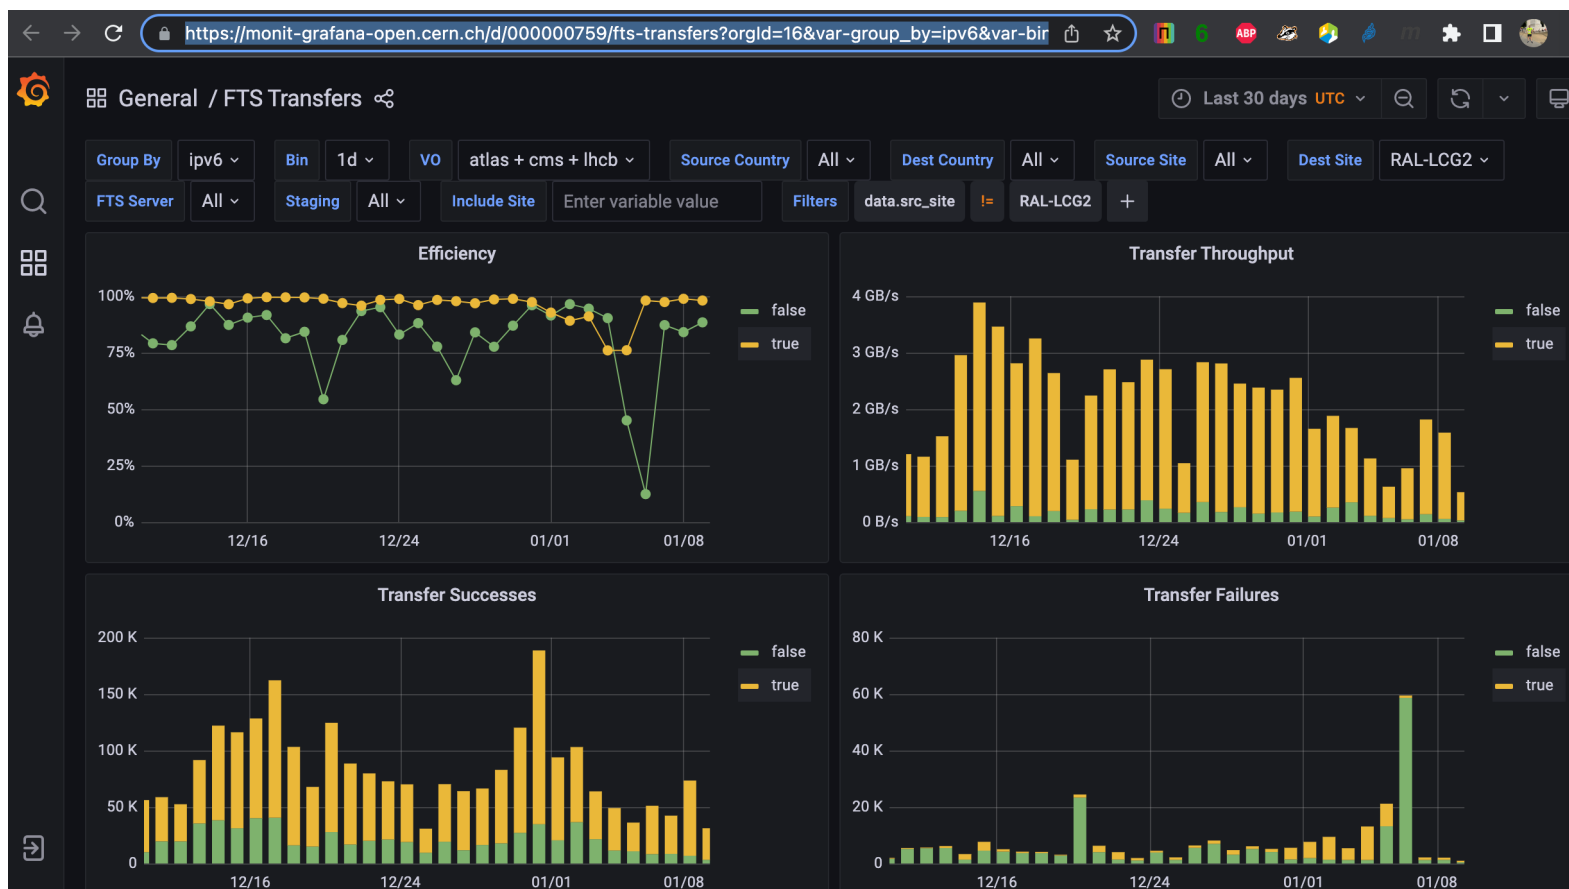 https://monit-grafana-open.cern.ch/d/000000759/fts-transfers?orgId=16&var-group_by=ipv6&var-bin
ABP
General / FTS Transfers
Last 30 days UTC
Group By ipv6 Bin 1d VO atlas + cms + lhcb Source Country All Dest Country All Source Site All Dest Site RAL-LCG2
FTS Server All Staging All Include Site Enter variable value Filters data.src_site != RAL-LCG2 +
Efficiency
100%
75%
50%
25%
0%
12/16 12/24 01/01 01/08
false
true
Transfer Throughput
4 GB/s
3 GB/s
2 GB/s
1 GB/s
0 B/s
12/16 12/24 01/01 01/08
false
true
Transfer Successes
200 K
150 K
100 K
50 K
0
12/16 12/24 01/01 01/08
false
true
Transfer Failures
80 K
60 K
40 K
20 K
0
12/16 12/24 01/01 01/08
false
true